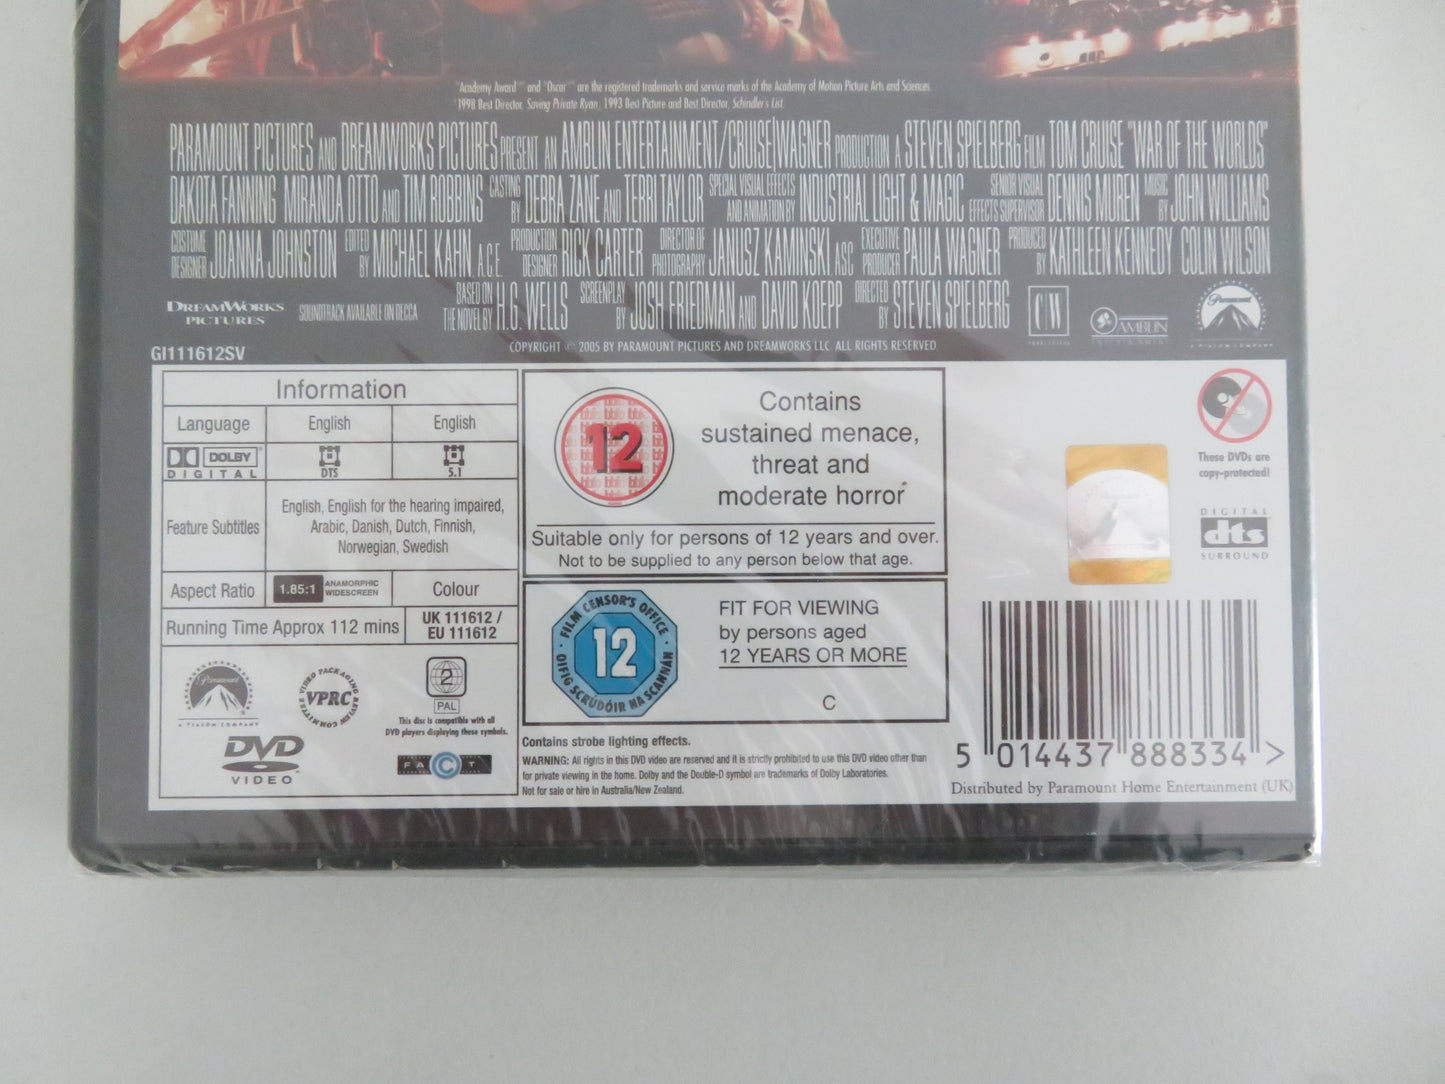 "Academy Award" and "Oscar" are the registered trademarks and service marks of the Academy of Motion Picture Arts and Sciences.
1998 Best Director, Saving Private Ryan, 1993 Best Picture and Best Director, Schindler's List.
PARAMOUNT PICTURES AND DREAMWORKS PICTURES PRESENT AN AMBLIN ENTERTAINMENT/CRUISE|WAGNER PRODUCTION A STEVEN SPIELBERG FILM TOM CRUISE "WAR OF THE WORLDS"
DAKOTA FANNING MIRANDA OTTO AND TIM ROBBINS CASTING BY DEBRA ZANE AND TERRI TAYLOR SPECIAL VISUAL EFFECTS AND ANIMATION BY INDUSTRIAL LIGHT & MAGIC SENIOR VISUAL EFFECTS SUPERVISOR DENNIS MUREN MUSIC BY JOHN WILLIAMS
COSTUME DESIGNER JOANNA JOHNSTON EDITED BY MICHAEL KAHN, A.C.E. PRODUCTION DESIGNER RICK CARTER DIRECTOR OF PHOTOGRAPHY JANUSZ KAMINSKI ASC EXECUTIVE PRODUCER PAULA WAGNER PRODUCED BY KATHLEEN KENNEDY COLIN WILSON
DREAMWORKS PICTURES SOUNDTRACK AVAILABLE ON DECCA BASED ON THE NOVEL BY H.G. WELLS SCREENPLAY BY JOSH FRIEDMAN AND DAVID KOEPP DIRECTED BY STEVEN SPIELBERG C/W AMBLIN ENTERTAINMENT Paramount A VIACOM COMPANY
GI111612SV
COPYRIGHT © 2005 BY PARAMOUNT PICTURES AND DREAMWORKS LLC ALL RIGHTS RESERVED
Information
Language English English
DOLBY DIGITAL DTS 5.1
Feature Subtitles
English, English for the hearing impaired,
Arabic, Danish, Dutch, Finnish,
Norwegian, Swedish
Aspect Ratio 1.85:1 ANAMORPHIC WIDESCREEN Colour
Running Time Approx 112 mins UK 111612 / EU 111612
Paramount
A VIACOM COMPANY
VIDEO PACKAGING REVIEW COMMITTEE
VPRC
2
PAL
This disc is compatible with all
DVD players displaying these symbols.
DVD
VIDEO
FACT
12
Contains
sustained menace,
threat and
moderate horror
Suitable only for persons of 12 years and over.
Not to be supplied to any person below that age.
FILM CENSOR'S OFFICE
12
OIFIG SCRÚDÓIR NA SCANNÁN
FIT FOR VIEWING
by persons aged
12 YEARS OR MORE
C
Contains strobe lighting effects.
WARNING: All rights in this DVD video are reserved and it is strictly prohibited to use this DVD video other than
for private viewing in the home. Dolby and the Double-D symbol are trademarks of Dolby Laboratories.
Not for sale or hire in Australia/New Zealand.
These DVDs are
copy-protected!
Paramount
DIGITAL
dts
SURROUND
5 014437 888334 >
Distributed by Paramount Home Entertainment (UK)